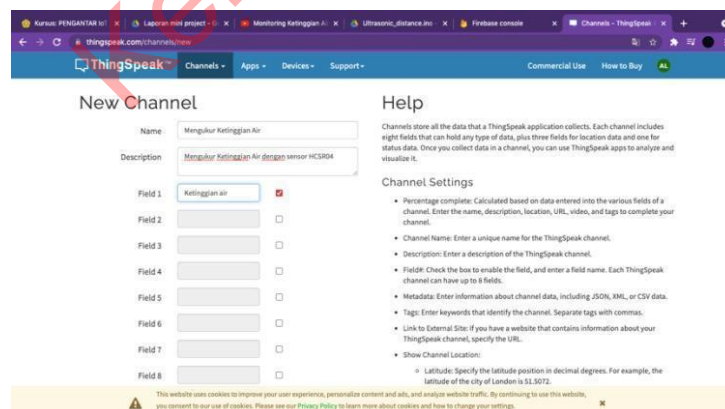 Kursus: PENGANTAR IoT
Laporan mini project - G
Monitoring Ketinggian Ai
Ultrasonic_distance.ino -
Firebase console
Channels - ThingSpeak
thingspeak.com/channels/new
ThingSpeak™ Channels Apps Devices Support Commercial Use How to Buy AL
New Channel
Name Mengukur Ketinggian Air
Description Mengukur Ketinggian Air dengan sensor HCSR04
Field 1 Ketinggian air
Field 2
Field 3
Field 4
Field 5
Field 6
Field 7
Field 8
Help
Channels store all the data that a ThingSpeak application collects. Each channel includes
eight fields that can hold any type of data, plus three fields for location data and one for
status data. Once you collect data in a channel, you can use ThingSpeak apps to analyze and
visualize it.
Channel Settings
• Percentage complete: Calculated based on data entered into the various fields of a
channel. Enter the name, description, location, URL, video, and tags to complete your
channel.
• Channel Name: Enter a unique name for the ThingSpeak channel.
• Description: Enter a description of the ThingSpeak channel.
• Field#: Check the box to enable the field, and enter a field name. Each ThingSpeak
channel can have up to 8 fields.
• Metadata: Enter information about channel data, including JSON, XML, or CSV data.
• Tags: Enter keywords that identify the channel. Separate tags with commas.
• Link to External Site: If you have a website that contains information about your
ThingSpeak channel, specify the URL.
• Show Channel Location:
Latitude: Specify the latitude position in decimal degrees. For example, the
latitude of the city of London is 51.5072.
This website uses cookies to improve your user experience, personalize content and ads, and analyze website traffic. By continuing to use this website,
you consent to our use of cookies. Please see our Privacy Policy to learn more about cookies and how to change your settings.